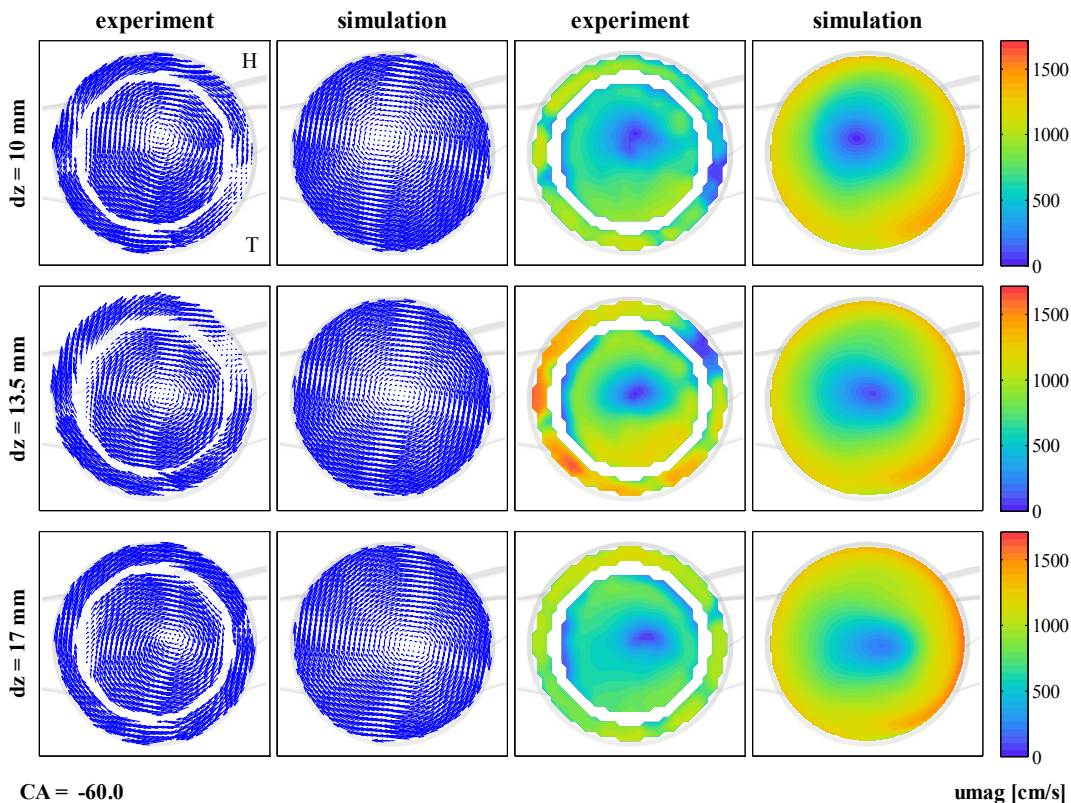 experiment simulation experiment simulation
dz = 10 mm
H
T
1500
1000
500
0
dz = 13.5 mm
1500
1000
500
0
dz = 17 mm
1500
1000
500
0
CA = -60.0 umag [cm/s]